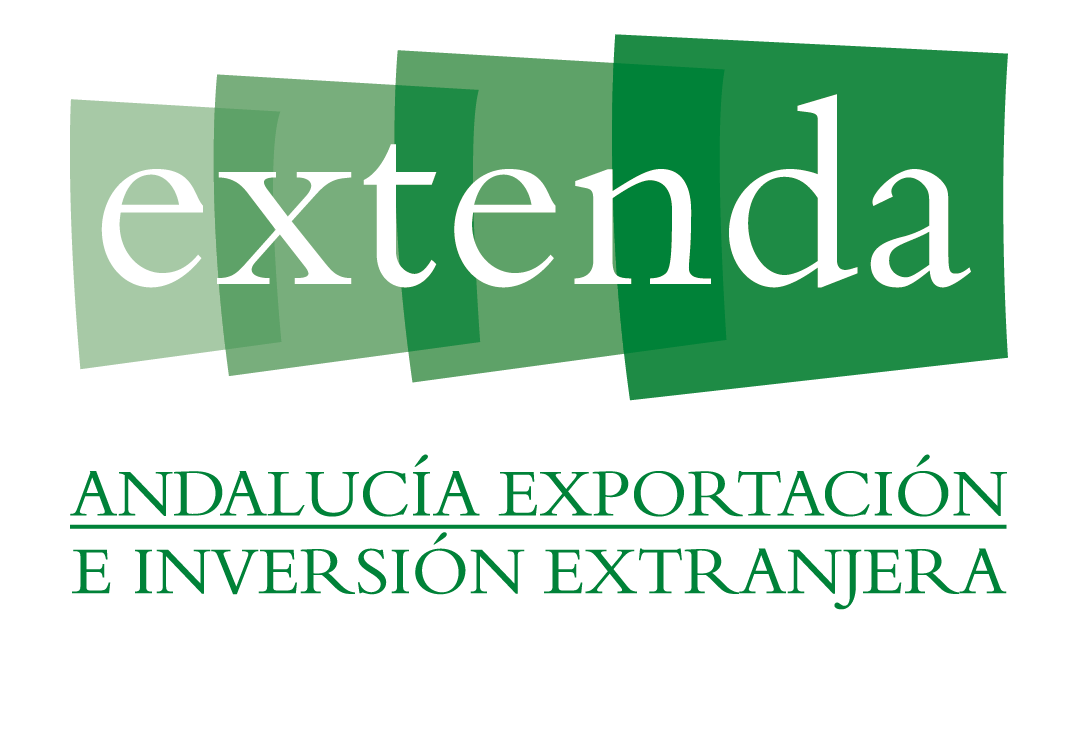 extenda
ANDALUCÍA EXPORTACIÓN
E INVERSIÓN EXTRANJERA